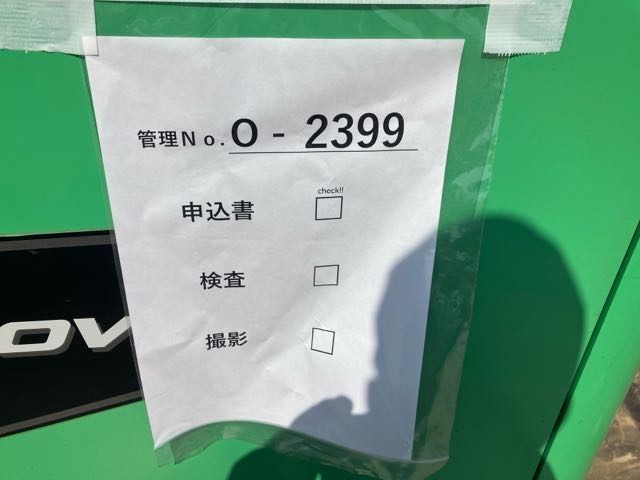 管理No. O - 2399
check!!
申込書 □
検査 □
撮影 □
OV